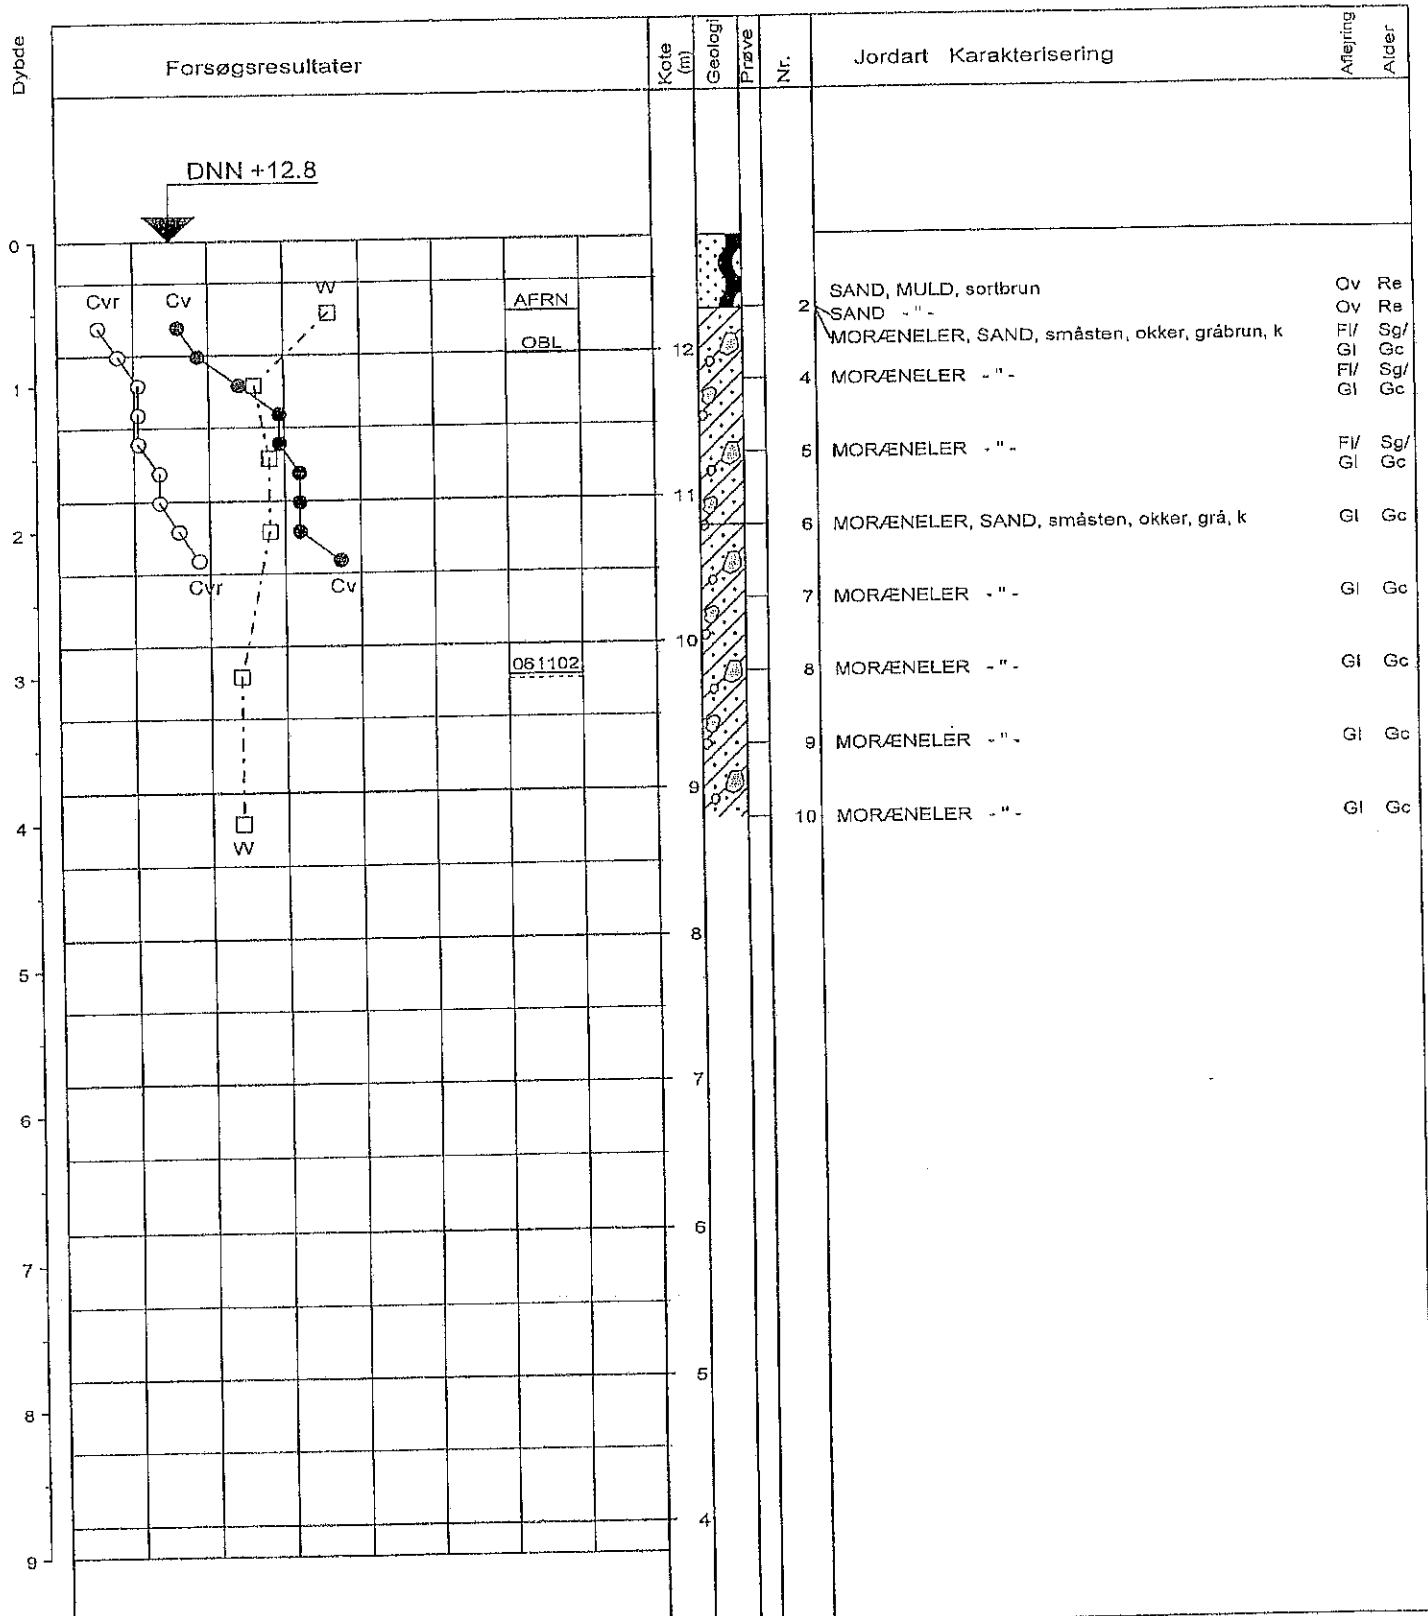 Dybde
Forsøgsresultater
Kote (m)
Geologi
Prøve
Nr.
Jordart Karakterisering
Aflejring
Alder
DNN +12.8
0
Cvr Cv W
AFRN
OBL
SAND, MULD, sortbrun Ov Re
2 SAND - " - Ov Re
MORÆNELER, SAND, småsten, okker, gråbrun, k Fl/ Sg/
Gl Gc
12
1
4 MORÆNELER - " - Fl/ Sg/
Gl Gc
5 MORÆNELER - " - Fl/ Sg/
Gl Gc
11
2
6 MORÆNELER, SAND, småsten, okker, grå, k Gl Gc
Cvr Cv
7 MORÆNELER - " - Gl Gc
10
061102
3
8 MORÆNELER - " - Gl Gc
9 MORÆNELER - " - Gl Gc
9
4
W
10 MORÆNELER - " - Gl Gc
8
5
7
6
6
7
5
8
4
9